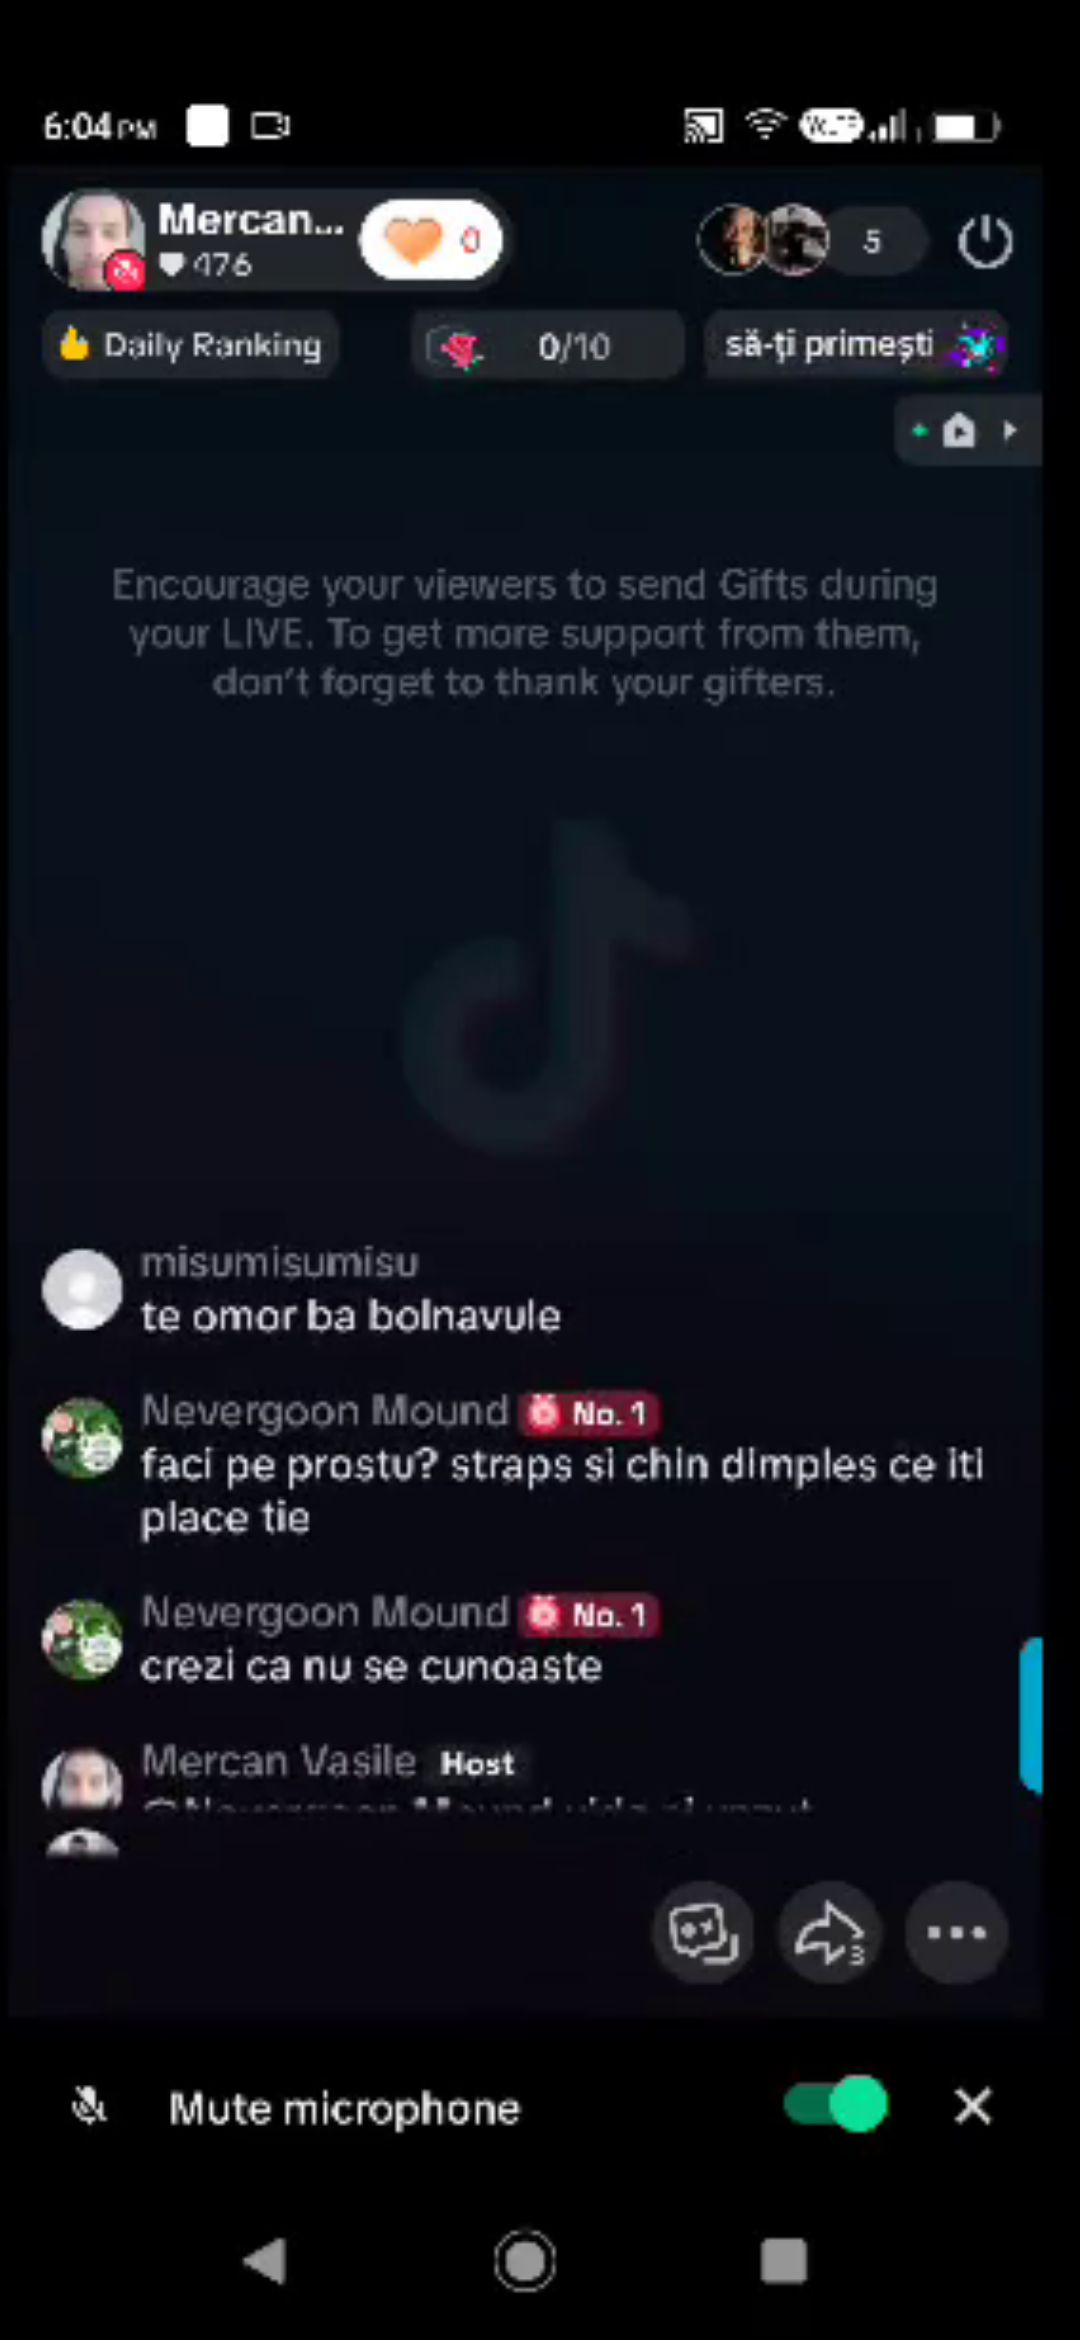 6:04 PM
Mercan...
476
0
5
Daily Ranking
0/10
să-ți primești
Encourage your viewers to send Gifts during
your LIVE. To get more support from them,
don't forget to thank your gifters.
misumisumisu
te omor ba bolnavule
Nevergoon Mound No. 1
faci pe prostu? straps si chin dimples ce iti
place tie
Nevergoon Mound No. 1
crezi ca nu se cunoaste
Mercan Vasile Host
3
Mute microphone